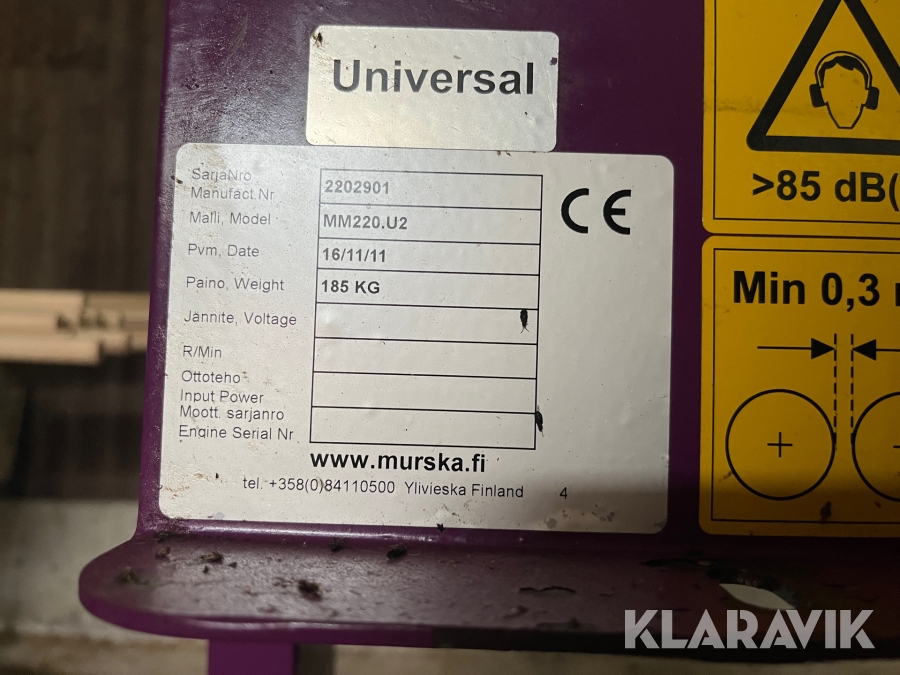 Universal
SarjaNro
Manufact.Nr
2202901
Malli, Model
MM220.U2
Pvm, Date
16/11/11
Paino, Weight
185 KG
Jännite, Voltage
R/Min
Ottoteho
Input Power
Moott. sarjanro
Engine Serial Nr
www.murska.fi
tel. +358(0)84110500 Ylivieska Finland 4
CE
>85 dB(
Min 0,3
KLARAVIK